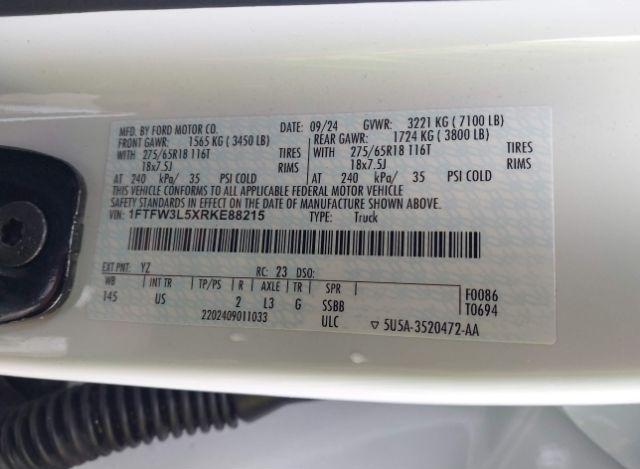 MFD. BY FORD MOTOR CO. DATE: 09/24 GVWR: 3221 KG ( 7100 LB)
FRONT GAWR: 1565 KG ( 3450 LB) REAR GAWR: 1724 KG ( 3800 LB)
WITH 275/65R18 116T TIRES WITH 275/65R18 116T TIRES
18x7.5J RIMS 18x7.5J RIMS
AT 240 kPa/ 35 PSI COLD AT 240 kPa/ 35 PSI COLD
THIS VEHICLE CONFORMS TO ALL APPLICABLE FEDERAL MOTOR VEHICLE
SAFETY STANDARDS IN EFFECT ON THE DATE OF MANUFACTURE SHOWN ABOVE.
VIN: 1FTFW3L5XRKE88215 TYPE: Truck
EXT PNT: YZ RC: 23 DSO:
WB INT TR TP/PS R AXLE TR SPR F0086
145 US 2 L3 G SSBB T0694
2202409011033 ULC ▽ 5U5A-3520472-AA